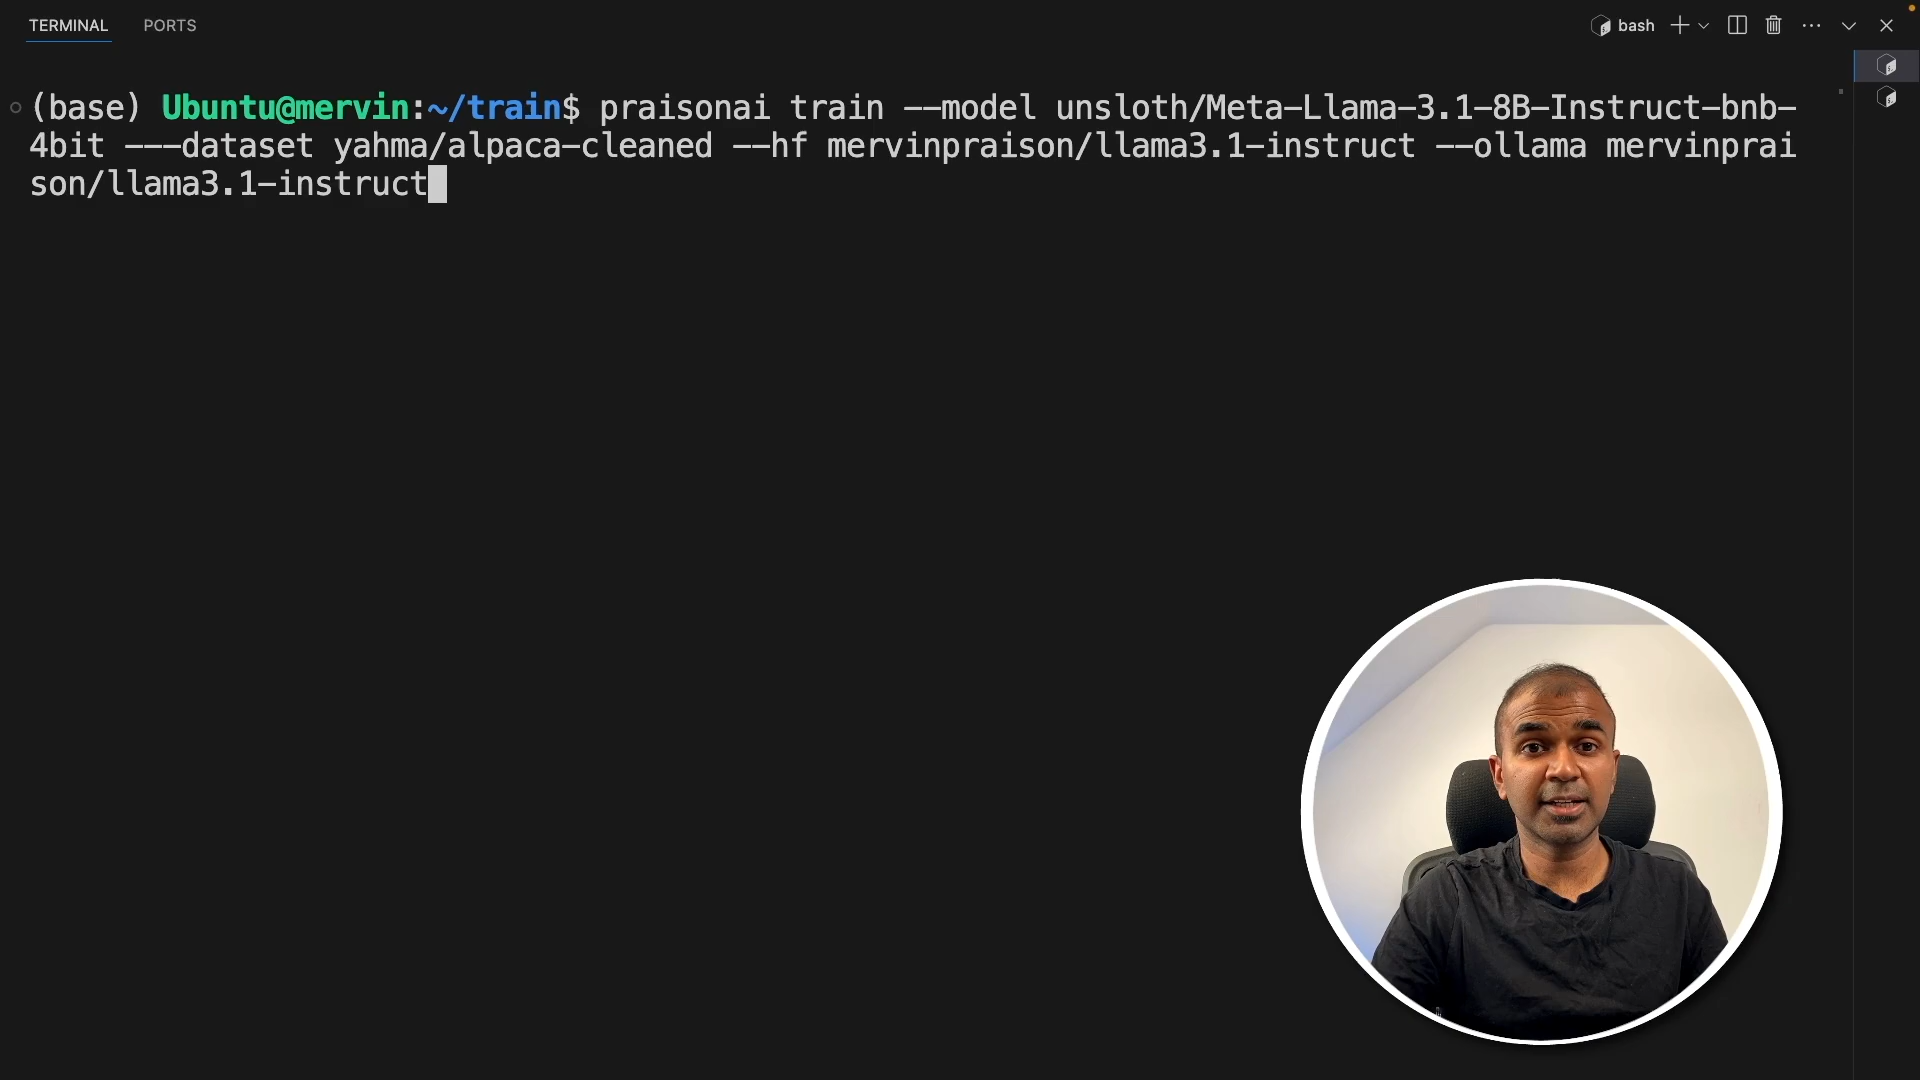 TERMINAL PORTS
bash
(base) Ubuntu@mervin:~/train$ praisonai train --model unsloth/Meta-Llama-3.1-8B-Instruct-bnb-
4bit ---dataset yahma/alpaca-cleaned --hf mervinpraison/llama3.1-instruct --ollama mervinprai
son/llama3.1-instruct